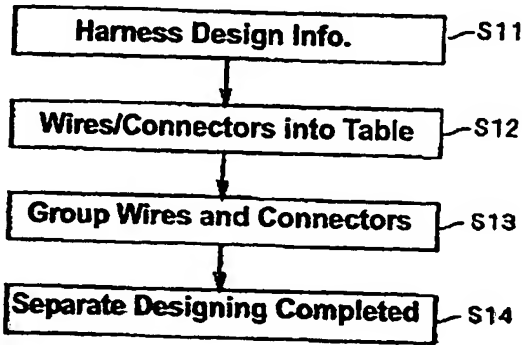 Harness Design Info. S11
Wires/Connectors into Table S12
Group Wires and Connectors S13
Separate Designing Completed S14